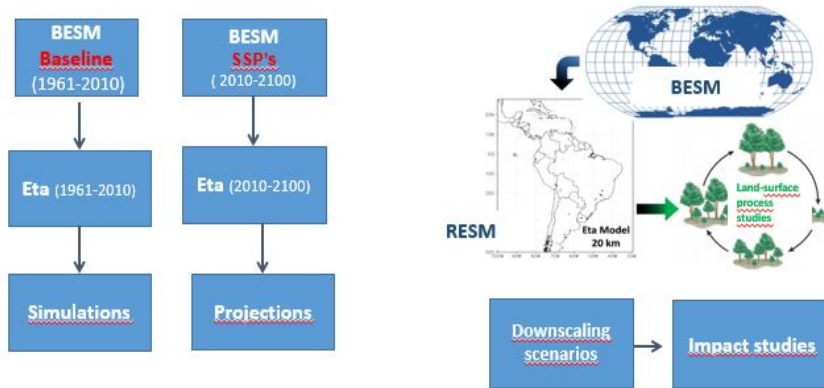 BESM
Baseline
(1961-2010)
BESM
SSP's
( 2010-2100)
Eta (1961-2010)
Eta (2010-2100)
Simulations
Projections
BESM
RESM
Eta Model
20 km
Land-surface
process
studies
Downscaling
scenarios
Impact studies